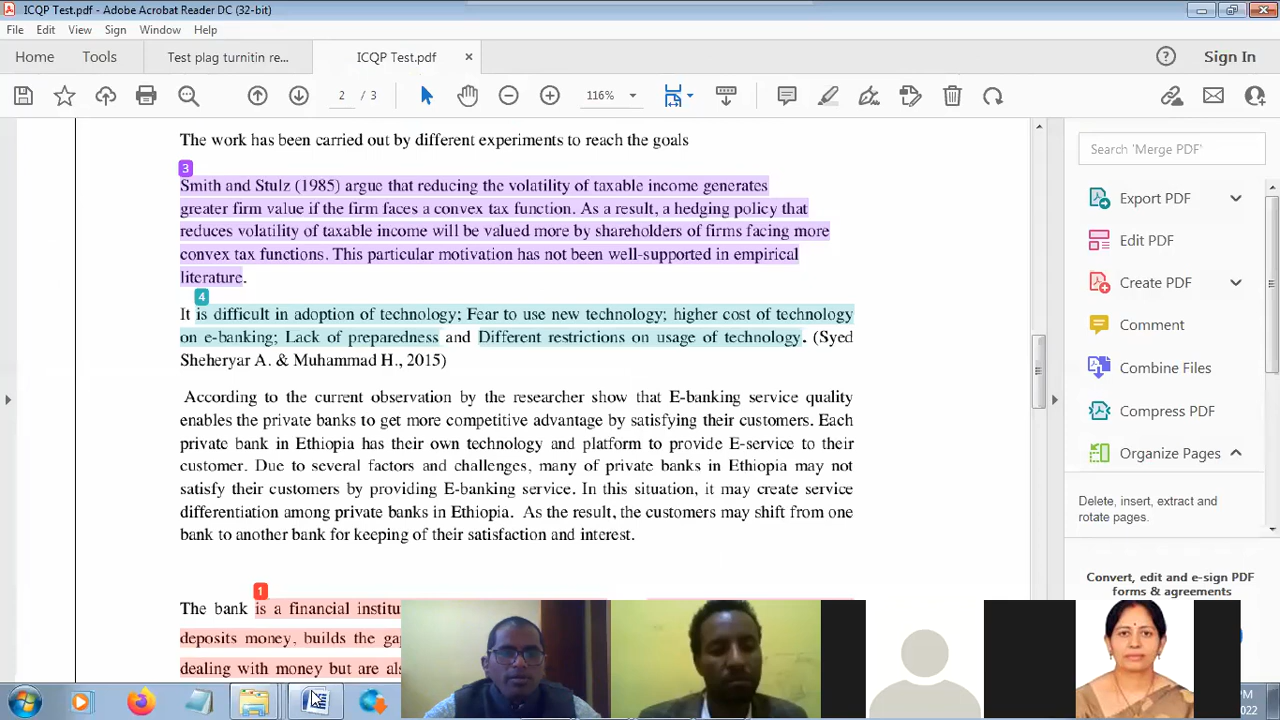 ICQP Test.pdf - Adobe Acrobat Reader DC (32-bit)
File Edit View Sign Window Help
Home Tools Test plag turnitin re... ICQP Test.pdf × Sign In
2 / 3 116%
The work has been carried out by different experiments to reach the goals
3
Smith and Stulz (1985) argue that reducing the volatility of taxable income generates
greater firm value if the firm faces a convex tax function. As a result, a hedging policy that
reduces volatility of taxable income will be valued more by shareholders of firms facing more
convex tax functions. This particular motivation has not been well-supported in empirical
literature.
4
It is difficult in adoption of technology; Fear to use new technology; higher cost of technology
on e-banking; Lack of preparedness and Different restrictions on usage of technology. (Syed
Sheheryar A. & Muhammad H., 2015)
According to the current observation by the researcher show that E-banking service quality
enables the private banks to get more competitive advantage by satisfying their customers. Each
private bank in Ethiopia has their own technology and platform to provide E-service to their
customer. Due to several factors and challenges, many of private banks in Ethiopia may not
satisfy their customers by providing E-banking service. In this situation, it may create service
differentiation among private banks in Ethiopia. As the result, the customers may shift from one
bank to another bank for keeping of their satisfaction and interest.
1
The bank is a financial institu
deposits money, builds the gap
dealing with money but are als
Search 'Merge PDF'
Export PDF
Edit PDF
Create PDF
Comment
Combine Files
Compress PDF
Organize Pages
Delete, insert, extract and
rotate pages.
Convert, edit and e-sign PDF
forms & agreements